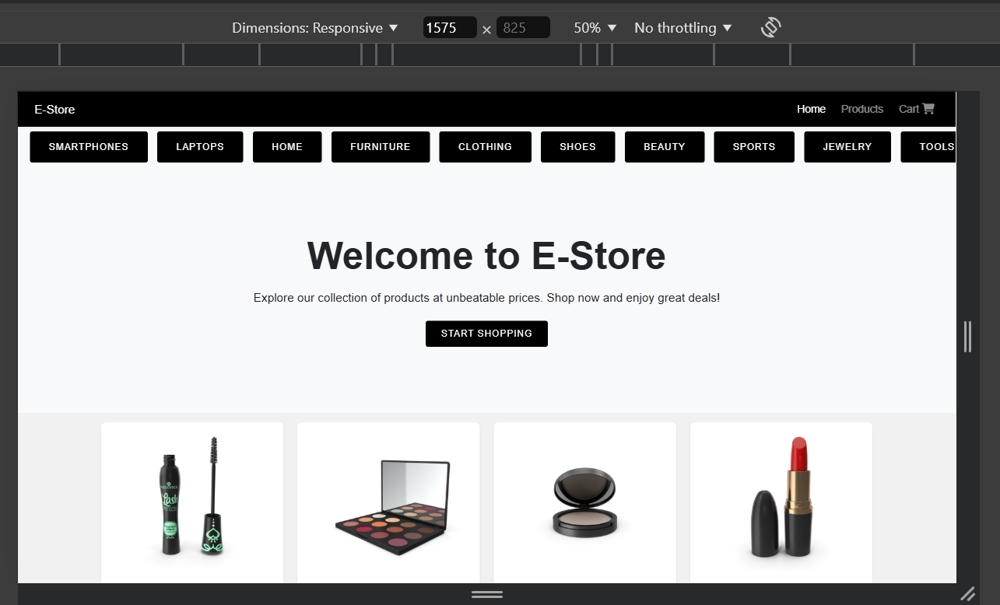 Dimensions: Responsive ▼ 1575 × 825 50% ▼ No throttling ▼
E-Store Home Products Cart
SMARTPHONES LAPTOPS HOME FURNITURE CLOTHING SHOES BEAUTY SPORTS JEWELRY TOOLS
Welcome to E-Store
Explore our collection of products at unbeatable prices. Shop now and enjoy great deals!
START SHOPPING
essence
Lash